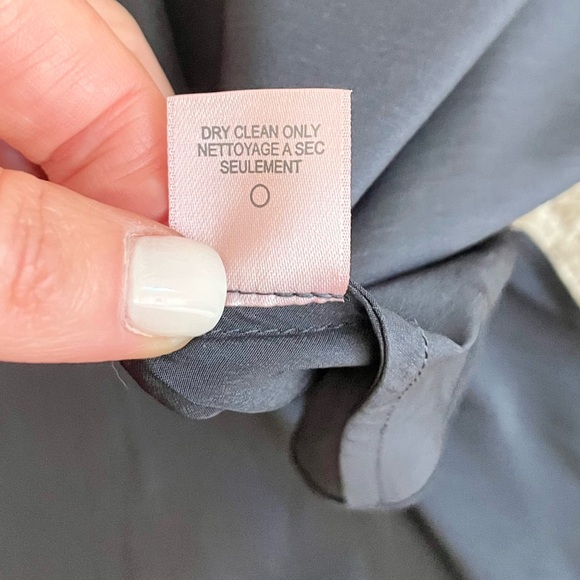 DRY CLEAN ONLY
NETTOYAGE A SEC
SEULEMENT